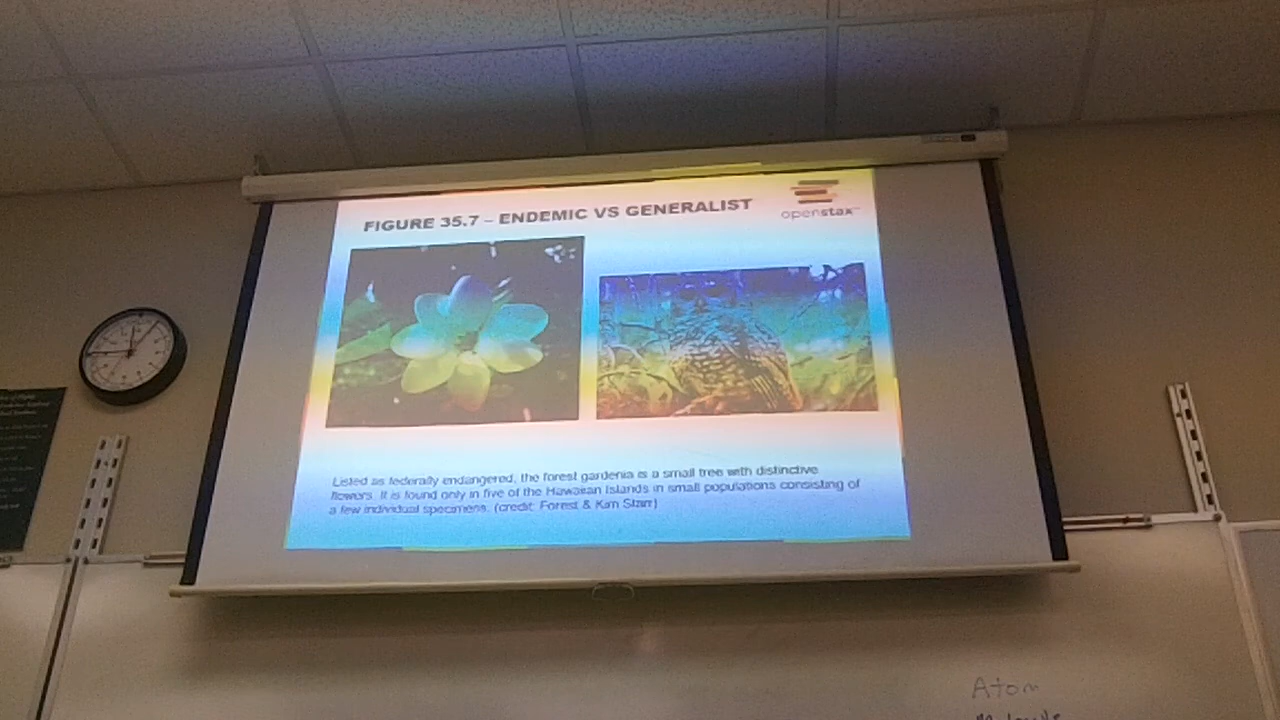 FIGURE 35.7 – ENDEMIC VS GENERALIST
openstax™
Listed as federally endangered, the forest gardenia is a small tree with distinctive
flowers. It is found only in five of the Hawaiian Islands in small populations consisting of
a few individual specimens. (credit: Forest & Kim Starr)
Atom